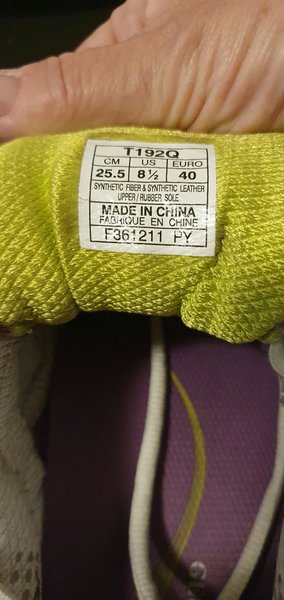 T192Q
CM US EURO
25.5 8½ 40
SYNTHETIC FIBER & SYNTHETIC LEATHER
UPPER/RUBBER SOLE
MADE IN CHINA
FABRIQUE EN CHINE
F361211 PY